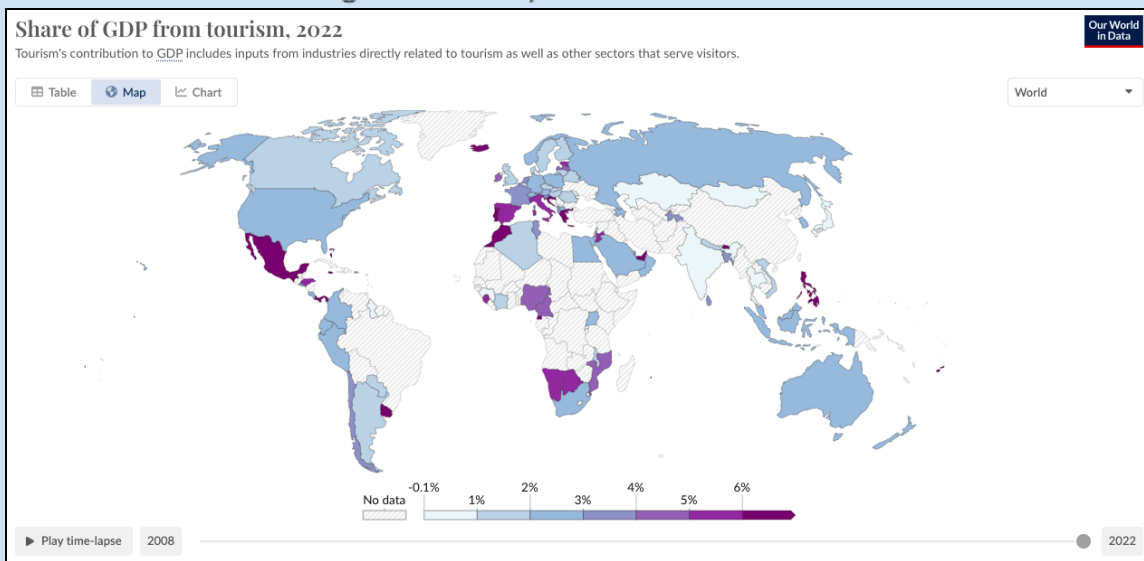 Share of GDP from tourism, 2022
Our World
in Data
Tourism's contribution to GDP includes inputs from industries directly related to tourism as well as other sectors that serve visitors.
Table
Map
Chart
World
No data
-0.1%
1%
2%
3%
4%
5%
6%
Play time-lapse
2008
2022